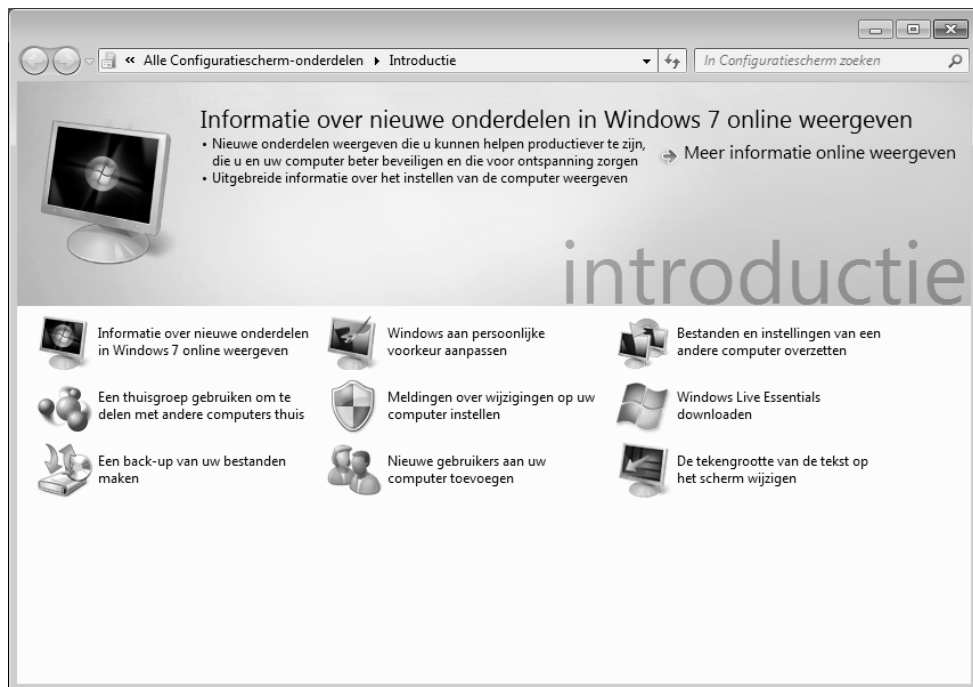 « Alle Configuratiescherm-onderdelen ▸ Introductie
In Configuratiescherm zoeken
Informatie over nieuwe onderdelen in Windows 7 online weergeven
• Nieuwe onderdelen weergeven die u kunnen helpen productiever te zijn,
die u en uw computer beter beveiligen en die voor ontspanning zorgen
• Uitgebreide informatie over het instellen van de computer weergeven
Meer informatie online weergeven
introductie
Informatie over nieuwe onderdelen
in Windows 7 online weergeven
Windows aan persoonlijke
voorkeur aanpassen
Bestanden en instellingen van een
andere computer overzetten
Een thuisgroep gebruiken om te
delen met andere computers thuis
Meldingen over wijzigingen op uw
computer instellen
Windows Live Essentials
downloaden
Een back-up van uw bestanden
maken
Nieuwe gebruikers aan uw
computer toevoegen
De tekengrootte van de tekst op
het scherm wijzigen